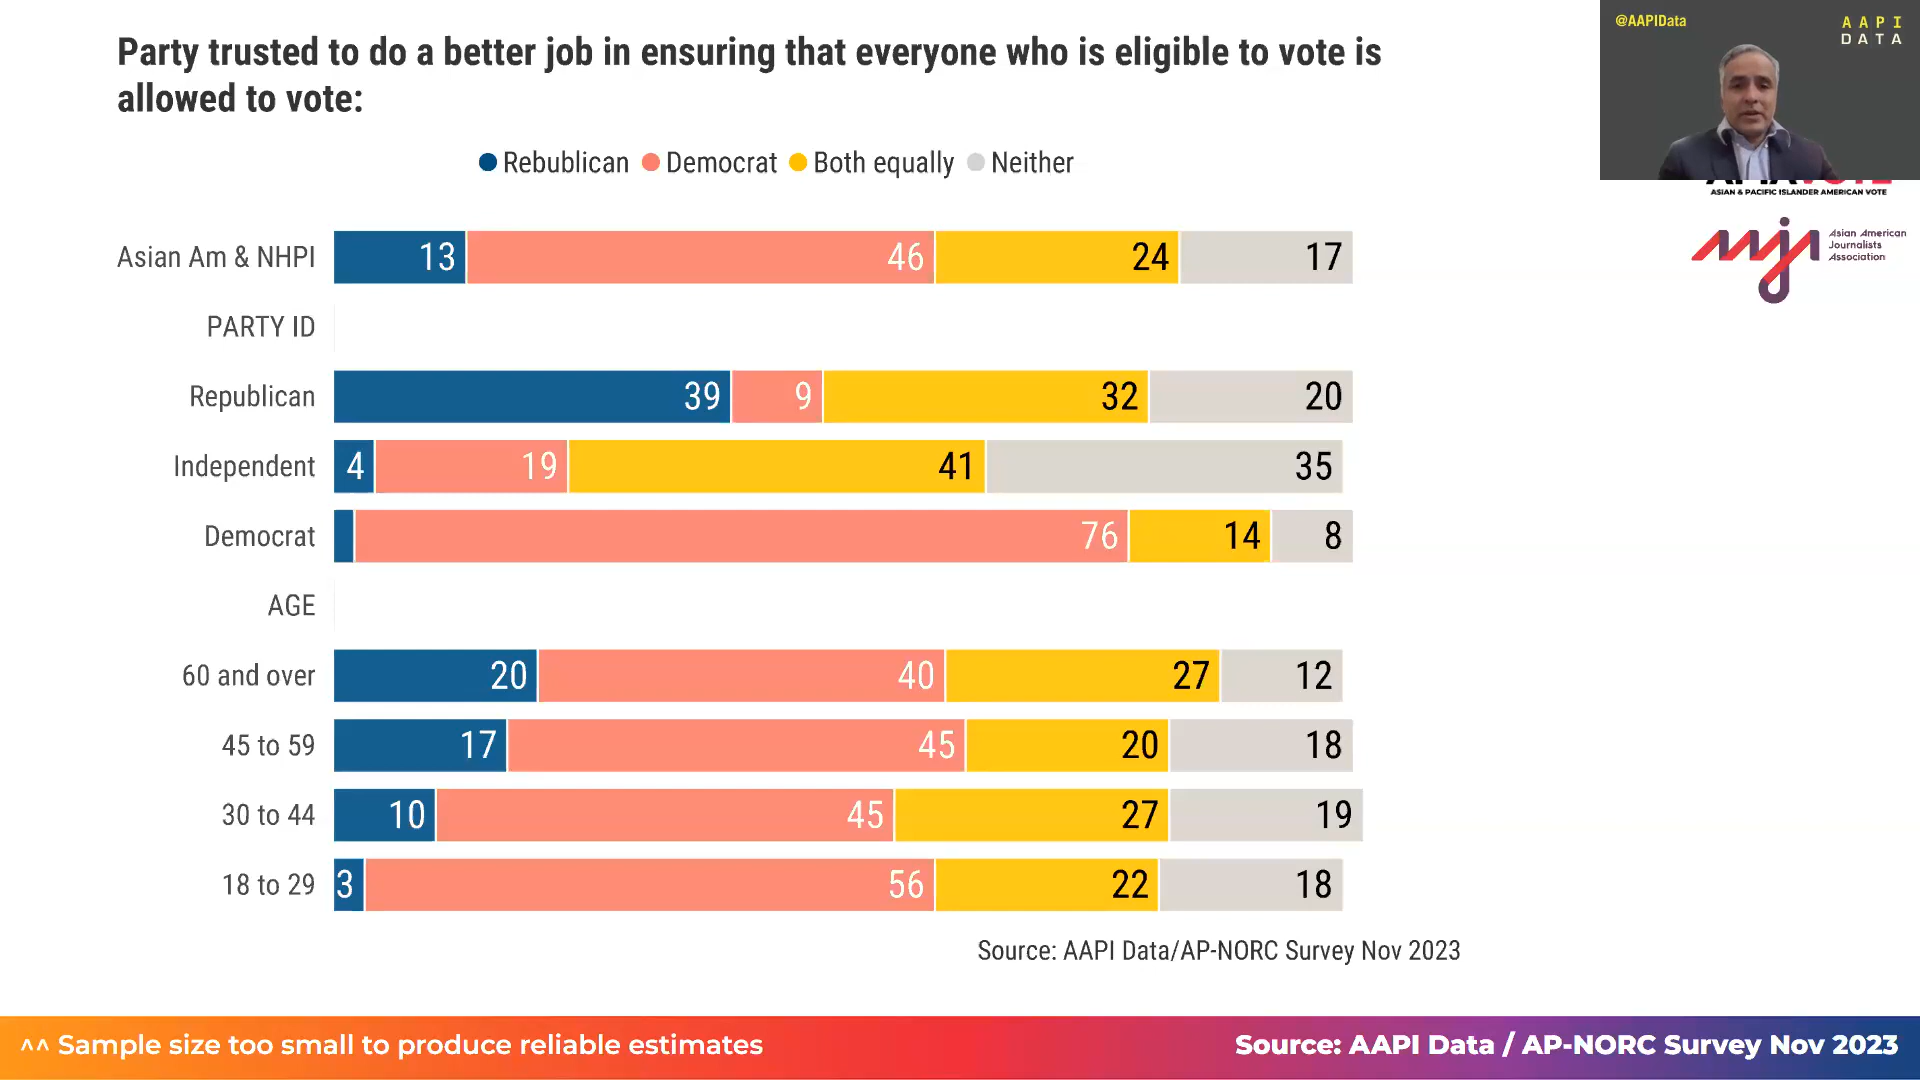 Party trusted to do a better job in ensuring that everyone who is eligible to vote is
allowed to vote:
Rebublican Democrat Both equally Neither
Asian Am & NHPI 13 46 24 17
PARTY ID
Republican 39 9 32 20
Independent 4 19 41 35
Democrat 76 14 8
AGE
60 and over 20 40 27 12
45 to 59 17 45 20 18
30 to 44 10 45 27 19
18 to 29 3 56 22 18
Source: AAPI Data/AP-NORC Survey Nov 2023
^^ Sample size too small to produce reliable estimates
Source: AAPI Data / AP-NORC Survey Nov 2023
@AAPIData
AAPI
DATA
ASIAN & PACIFIC ISLANDER AMERICAN VOTE
aaja
Asian American
Journalists
Association